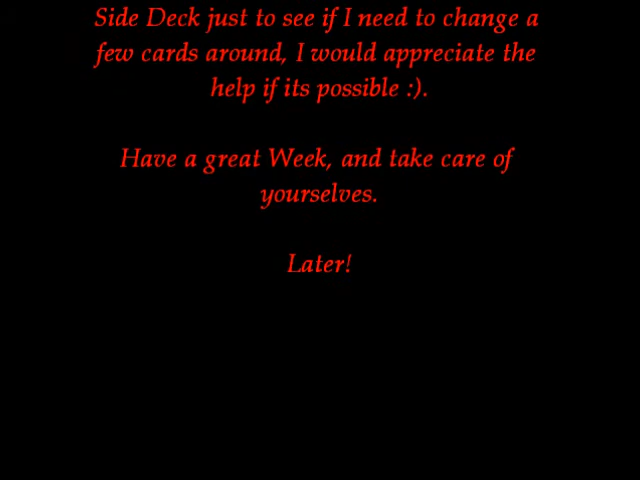 Side Deck just to see if I need to change a
few cards around, I would appreciate the
help if its possible :).
Have a great Week, and take care of
yourselves.
Later!